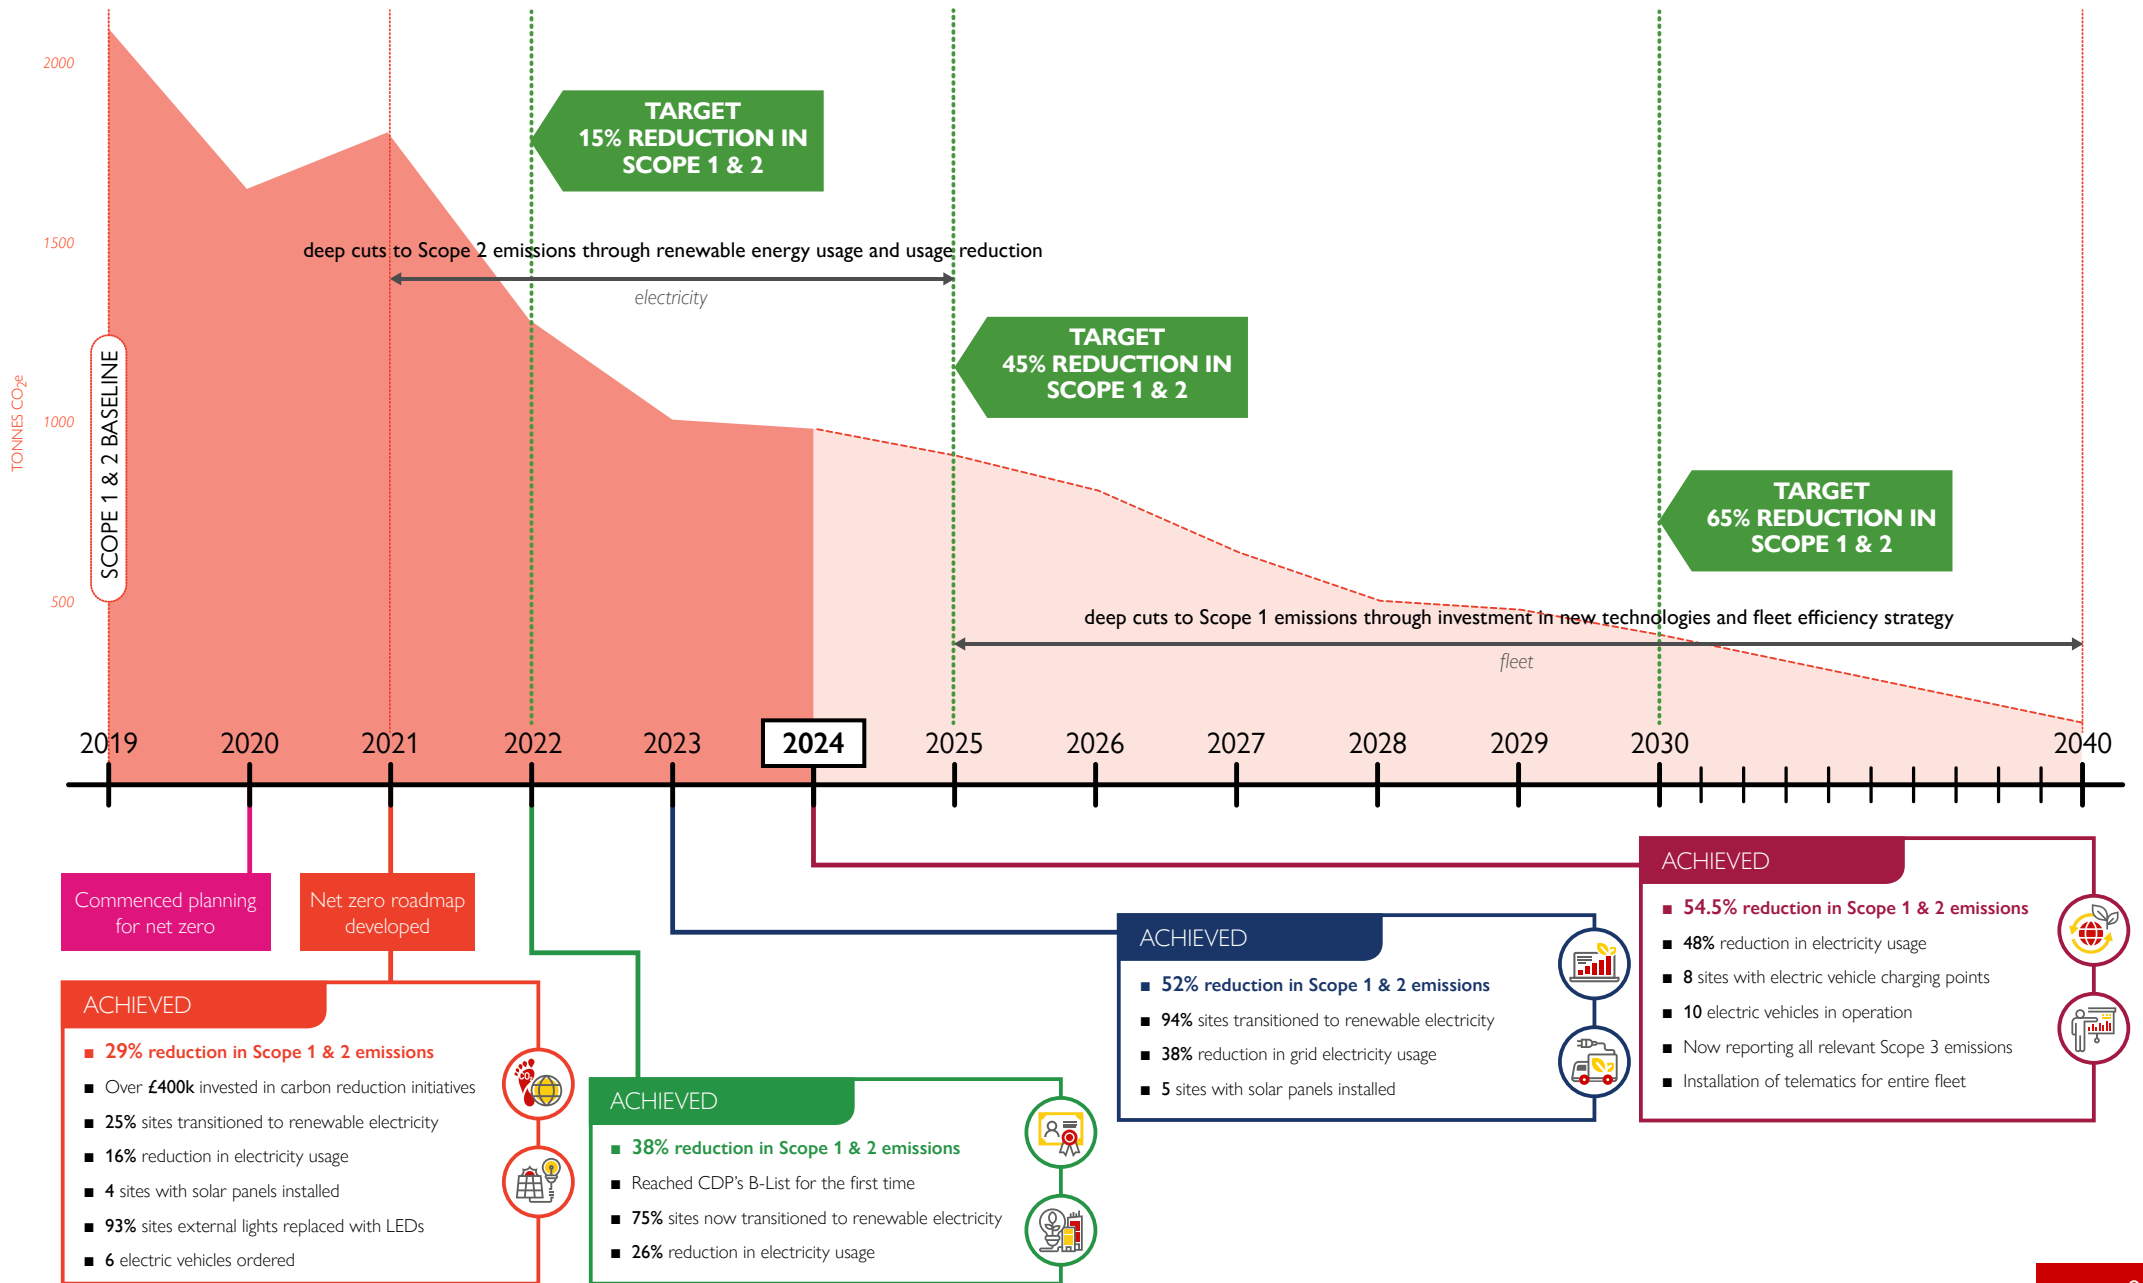 2000
TARGET
15% REDUCTION IN
SCOPE 1 & 2
1500
deep cuts to Scope 2 emissions through renewable energy usage and usage reduction
electricity
TARGET
45% REDUCTION IN
SCOPE 1 & 2
TONNES CO2e
1000
SCOPE 1 & 2 BASELINE
TARGET
65% REDUCTION IN
SCOPE 1 & 2
500
deep cuts to Scope 1 emissions through investment in new technologies and fleet efficiency strategy
fleet
2019 2020 2021 2022 2023 2024 2025 2026 2027 2028 2029 2030 2040
Commenced planning
for net zero
Net zero roadmap
developed
ACHIEVED
■ 29% reduction in Scope 1 & 2 emissions
■ Over £400k invested in carbon reduction initiatives
■ 25% sites transitioned to renewable electricity
■ 16% reduction in electricity usage
■ 4 sites with solar panels installed
■ 93% sites external lights replaced with LEDs
■ 6 electric vehicles ordered
CO2
ACHIEVED
■ 38% reduction in Scope 1 & 2 emissions
■ Reached CDP’s B-List for the first time
■ 75% sites now transitioned to renewable electricity
■ 26% reduction in electricity usage
ACHIEVED
■ 52% reduction in Scope 1 & 2 emissions
■ 94% sites transitioned to renewable electricity
■ 38% reduction in grid electricity usage
■ 5 sites with solar panels installed
ACHIEVED
■ 54.5% reduction in Scope 1 & 2 emissions
■ 48% reduction in electricity usage
■ 8 sites with electric vehicle charging points
■ 10 electric vehicles in operation
■ Now reporting all relevant Scope 3 emissions
■ Installation of telematics for entire fleet